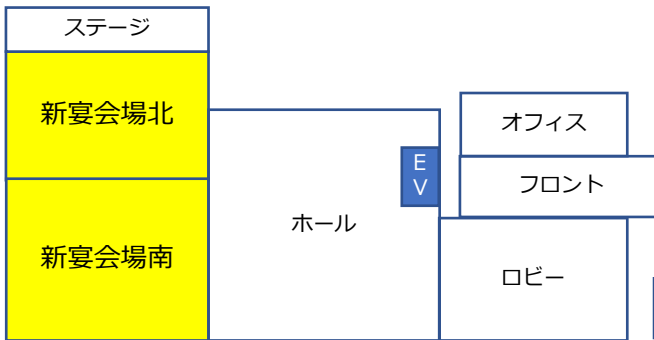 ステージ
新宴会場北
オフィス
E
V
フロント
ホール
新宴会場南
ロビー